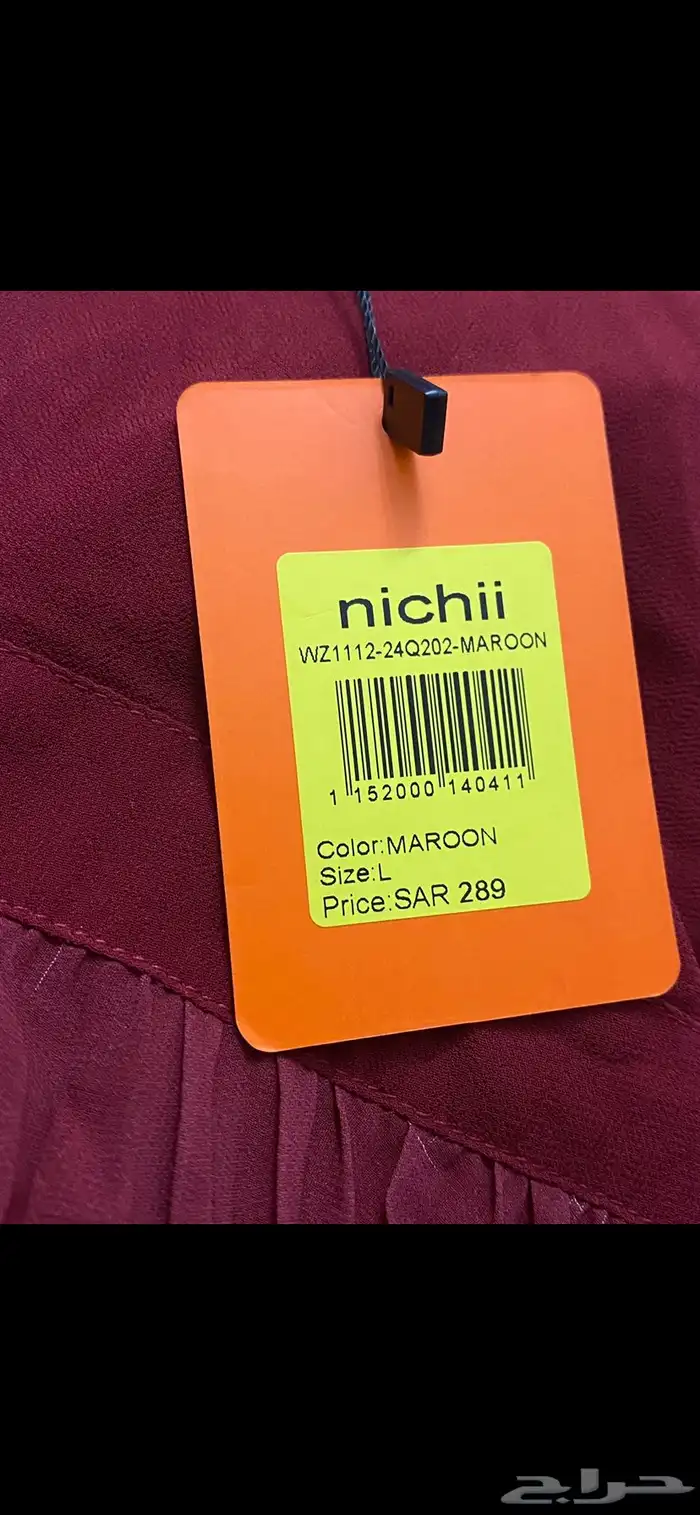 nichii
WZ1112-24Q202-MAROON
1 152000 140411
Color:MAROON
Size:L
Price:SAR 289
حراج